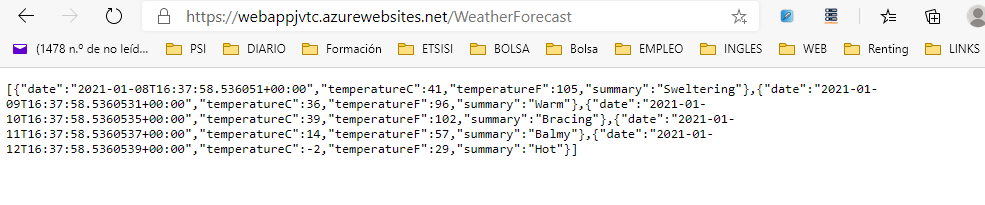 https://webappjvtc.azurewebsites.net/WeatherForecast
(1478 n.º de no leíd... PSI DIARIO Formación ETSISI BOLSA Bolsa EMPLEO INGLES WEB Renting LINKS
[{"date":"2021-01-08T16:37:58.536051+00:00","temperatureC":41,"temperatureF":105,"summary":"Sweltering"},{"date":"2021-01-
09T16:37:58.5360531+00:00","temperatureC":36,"temperatureF":96,"summary":"Warm"},{"date":"2021-01-
10T16:37:58.5360535+00:00","temperatureC":39,"temperatureF":102,"summary":"Bracing"},{"date":"2021-01-
11T16:37:58.5360537+00:00","temperatureC":14,"temperatureF":57,"summary":"Balmy"},{"date":"2021-01-
12T16:37:58.5360539+00:00","temperatureC":-2,"temperatureF":29,"summary":"Hot"}]